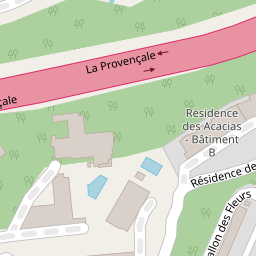 La Provençale
çale
Résidence
des Acacias
- Bâtiment
B
Résidence de
allon des Fleurs